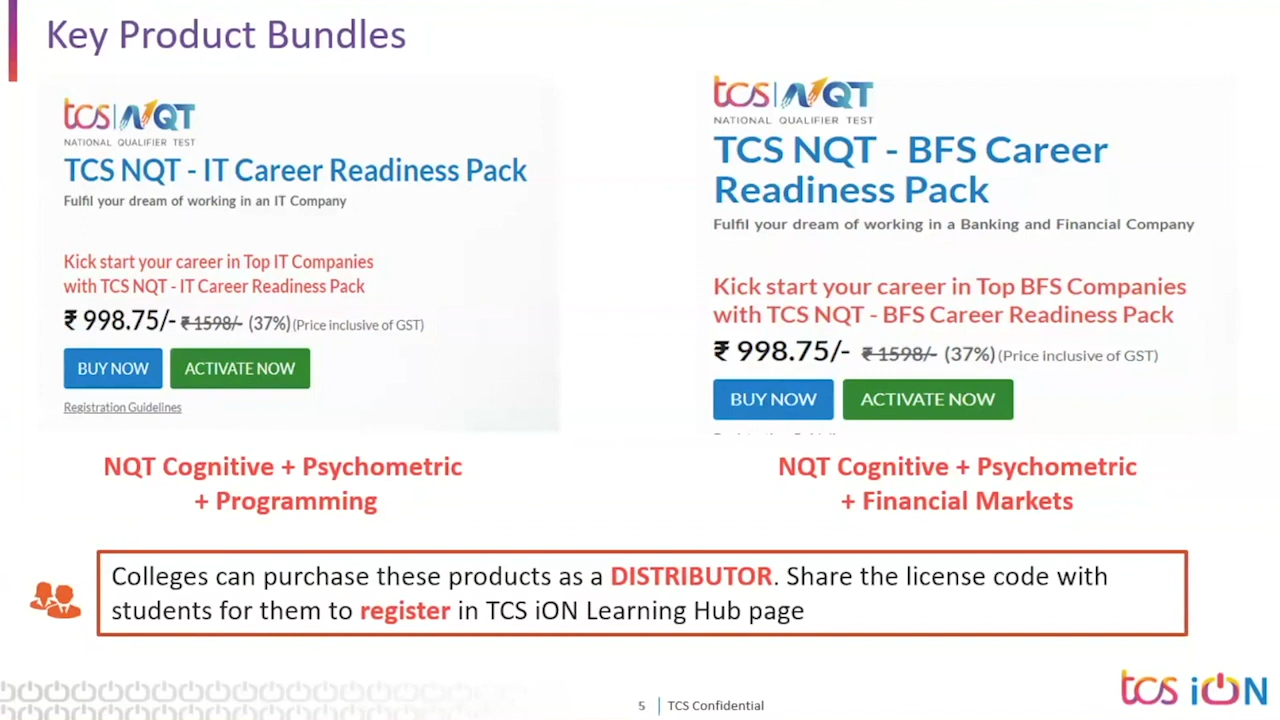 Key Product Bundles
tcs | NQT
NATIONAL QUALIFIER TEST
TCS NQT - IT Career Readiness Pack
Fulfil your dream of working in an IT Company
Kick start your career in Top IT Companies
with TCS NQT - IT Career Readiness Pack
₹ 998.75/- ₹ 1598/- (37%) (Price inclusive of GST)
BUY NOW ACTIVATE NOW
Registration Guidelines
NQT Cognitive + Psychometric
+ Programming
tcs | NQT
NATIONAL QUALIFIER TEST
TCS NQT - BFS Career
Readiness Pack
Fulfil your dream of working in a Banking and Financial Company
Kick start your career in Top BFS Companies
with TCS NQT - BFS Career Readiness Pack
₹ 998.75/- ₹ 1598/- (37%) (Price inclusive of GST)
BUY NOW ACTIVATE NOW
NQT Cognitive + Psychometric
+ Financial Markets
Colleges can purchase these products as a DISTRIBUTOR. Share the license code with
students for them to register in TCS iON Learning Hub page
5 | TCS Confidential
tcs iON